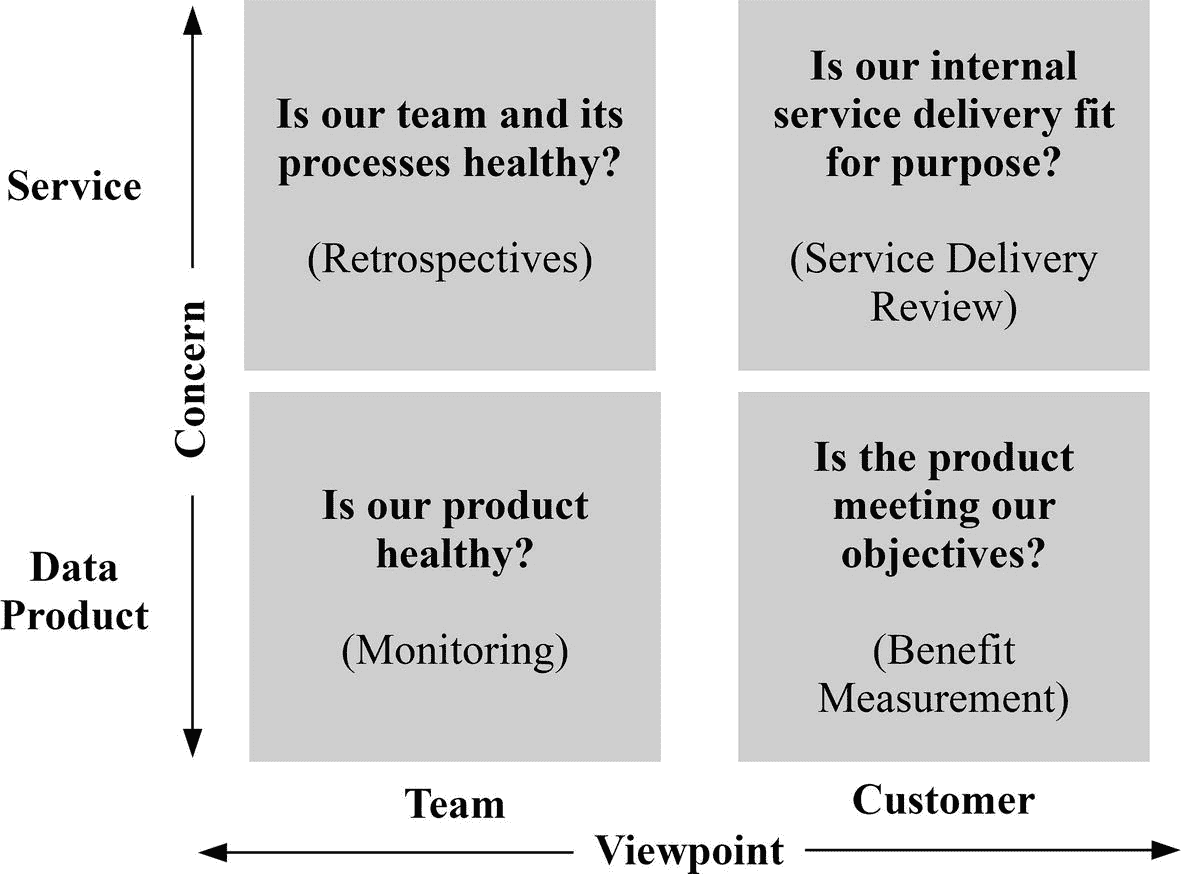 Is our team and its
processes healthy?
(Retrospectives)
Is our internal
service delivery fit
for purpose?
(Service Delivery
Review)
Service
Concern
Data
Product
Is our product
healthy?
(Monitoring)
Is the product
meeting our
objectives?
(Benefit
Measurement)
Team
Customer
Viewpoint